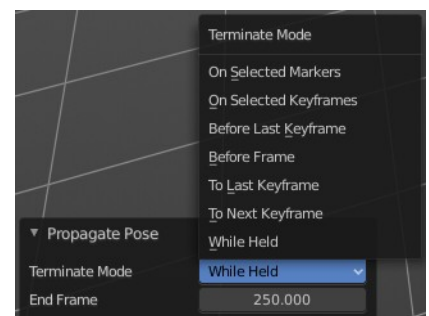 Terminate Mode
On Selected Markers
On Selected Keyframes
Before Last Keyframe
Before Frame
To Last Keyframe
To Next Keyframe
While Held
Propagate Pose
Terminate Mode While Held
End Frame 250.000